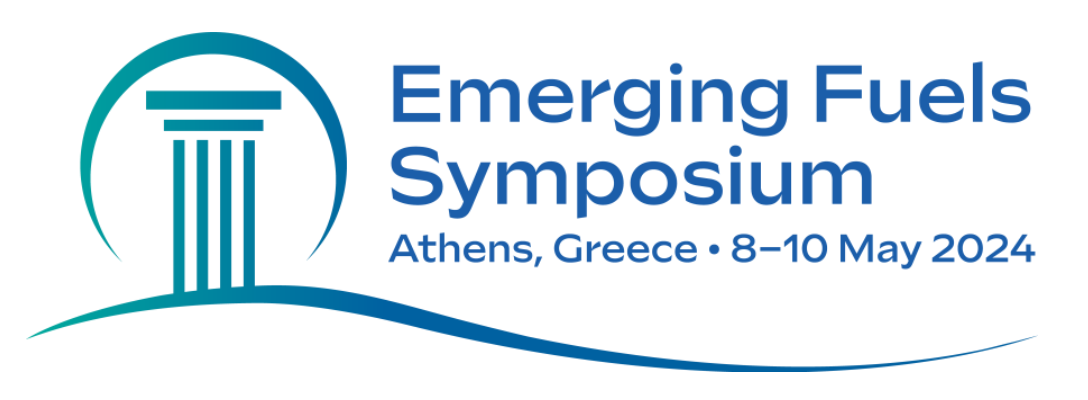 Emerging Fuels
Symposium
Athens, Greece • 8–10 May 2024